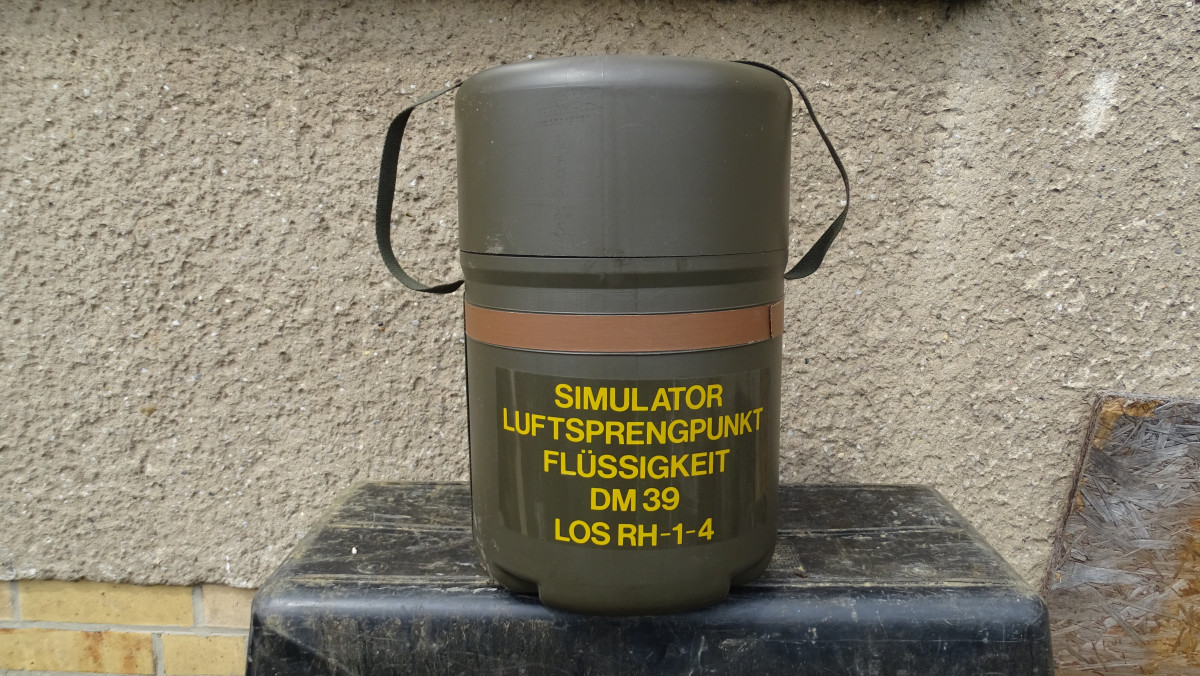 SIMULATOR
LUFTSPRENGPUNKT
FLÜSSIGKEIT
DM 39
LOS RH-1-4